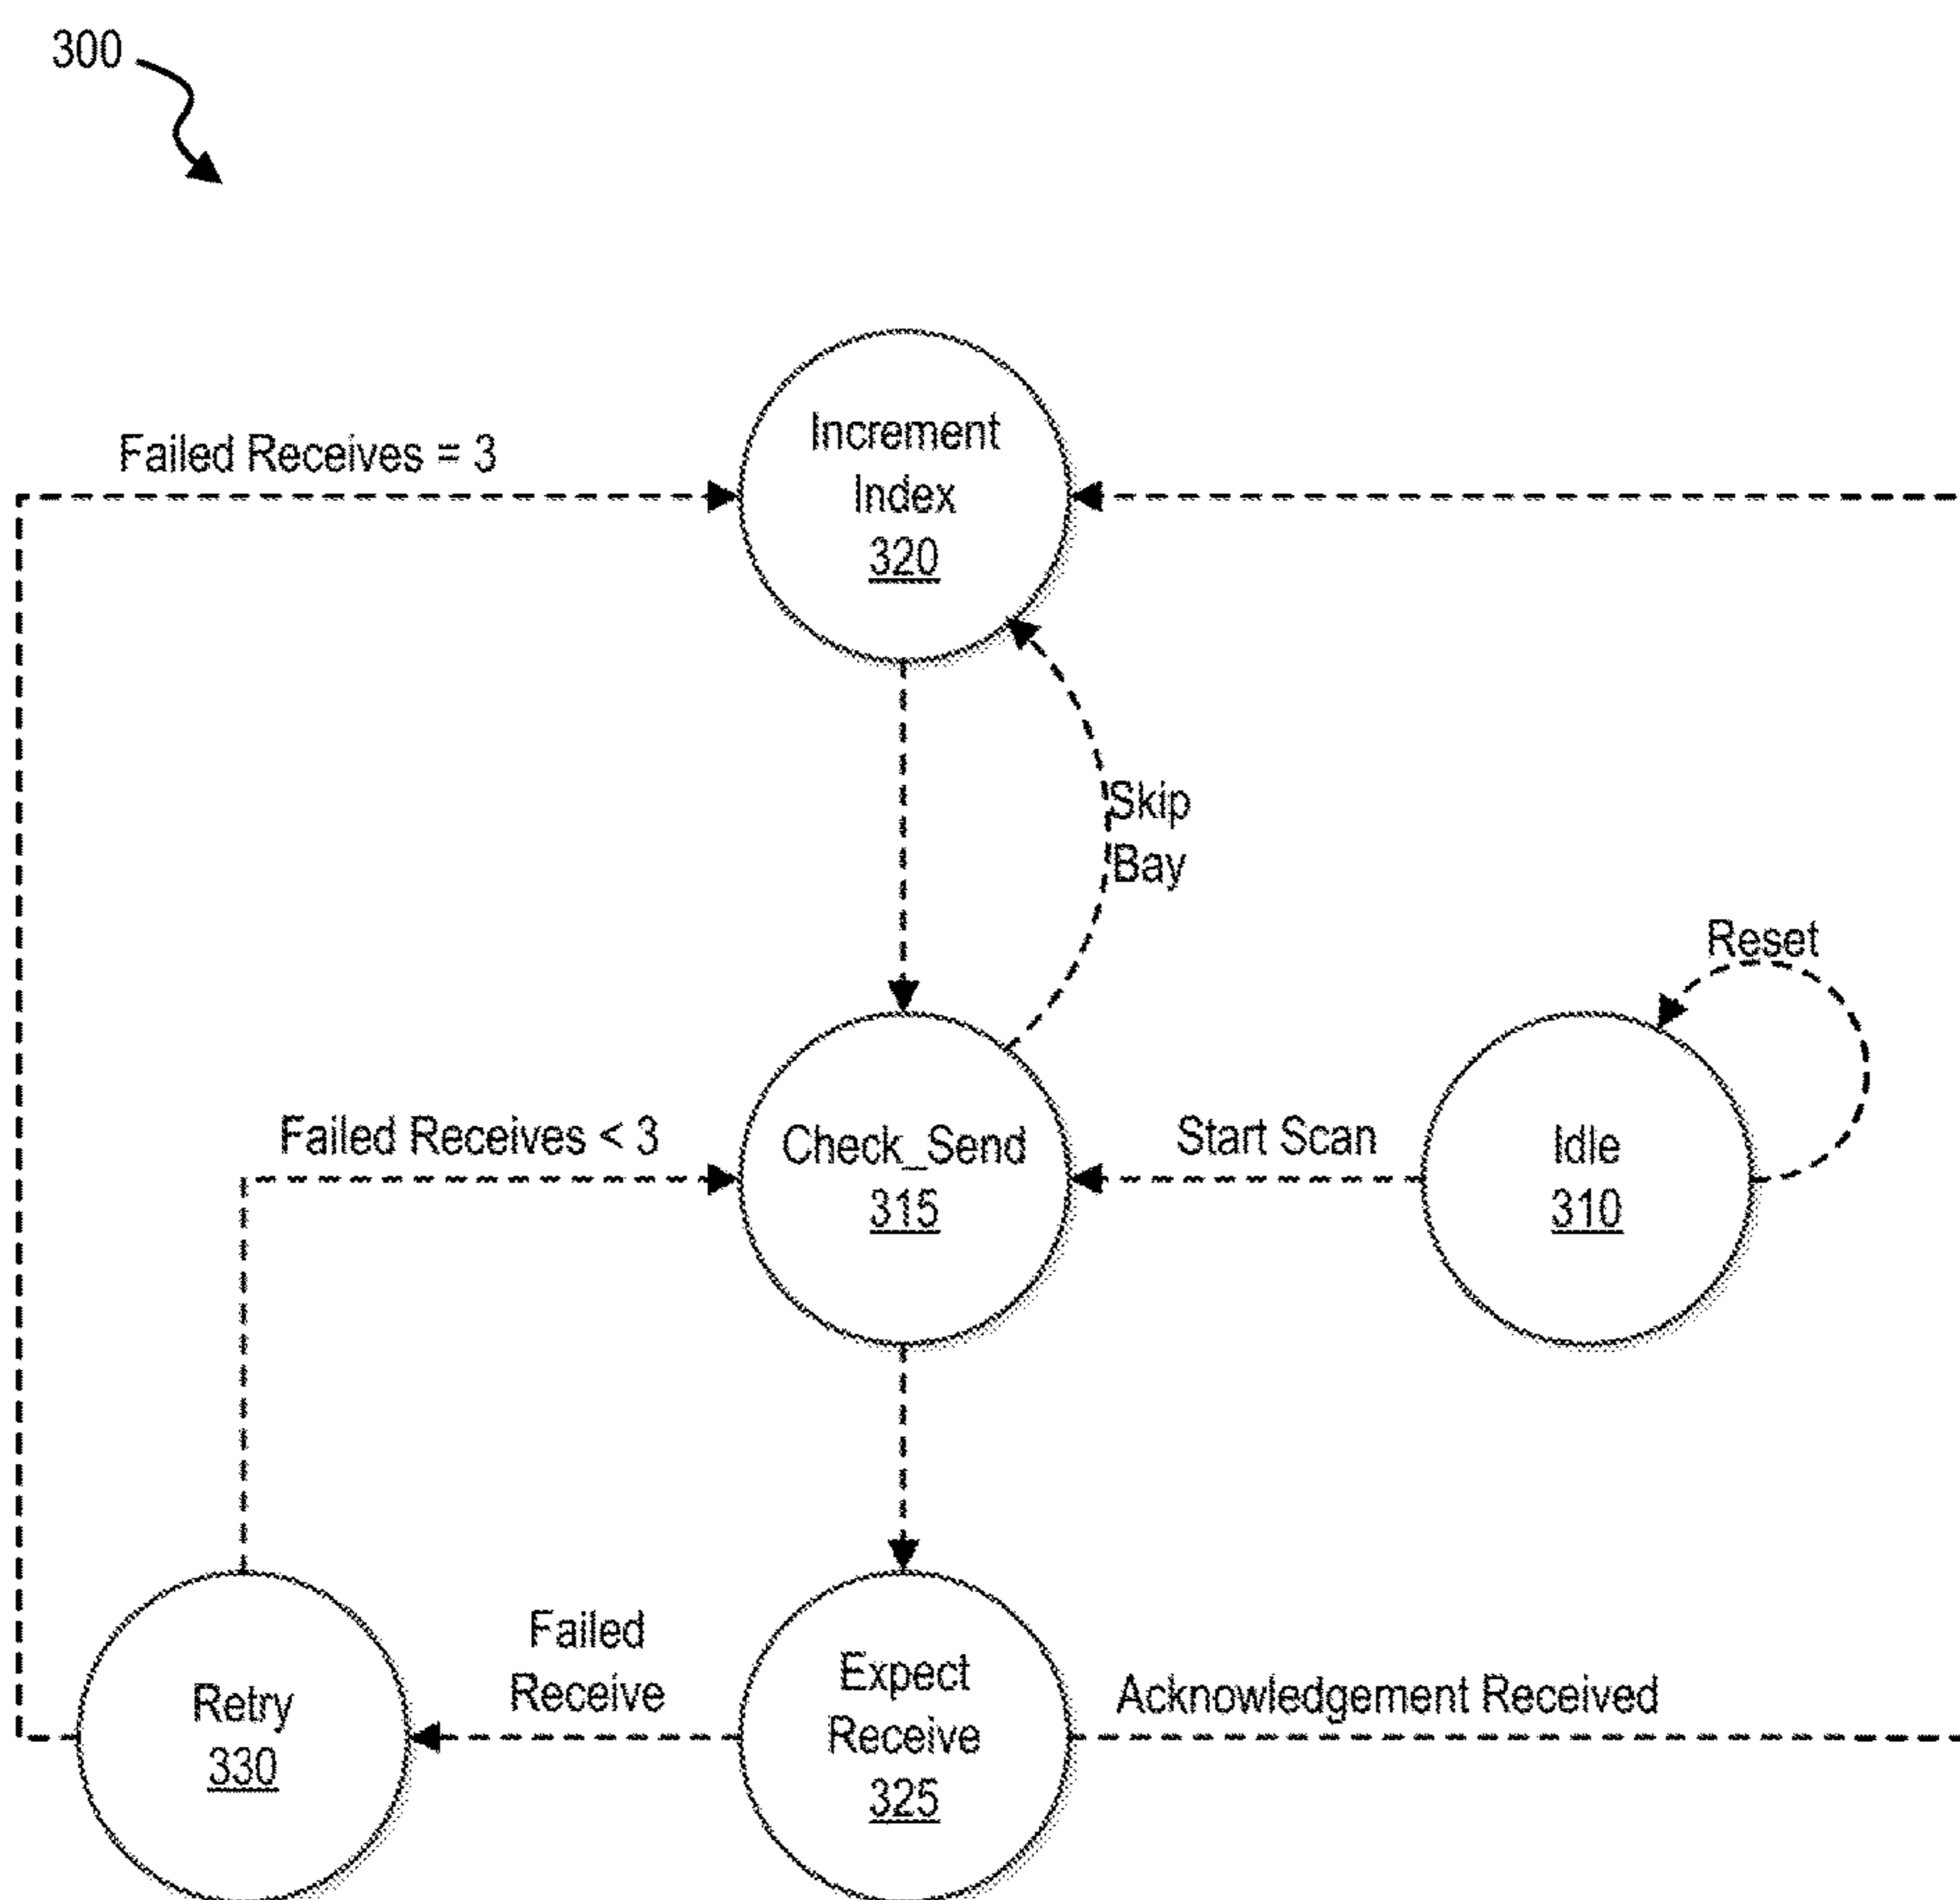 300
Increment
Index
320
Failed Receives = 3
Skip
Bay
Reset
Failed Receives < 3
Check_Send
315
Start Scan
Idle
310
Failed
Receive
Retry
330
Expect
Receive
325
Acknowledgement Received